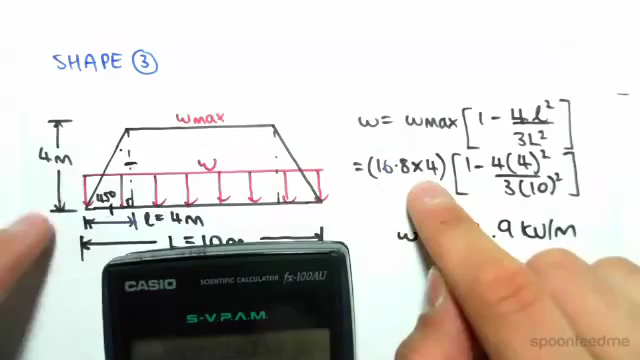 SHAPE 3
wmax
w = wmax [1 - 4l²/3L²]
4m
w
= (16.8×4) [1 - 4(4)²/3(10)²]
45°
l = 4m
L = 10m
w .9 kN/m
CASIO
SCIENTIFIC CALCULATOR fx-100AU
S-V.P.A.M.
spoonfeedme